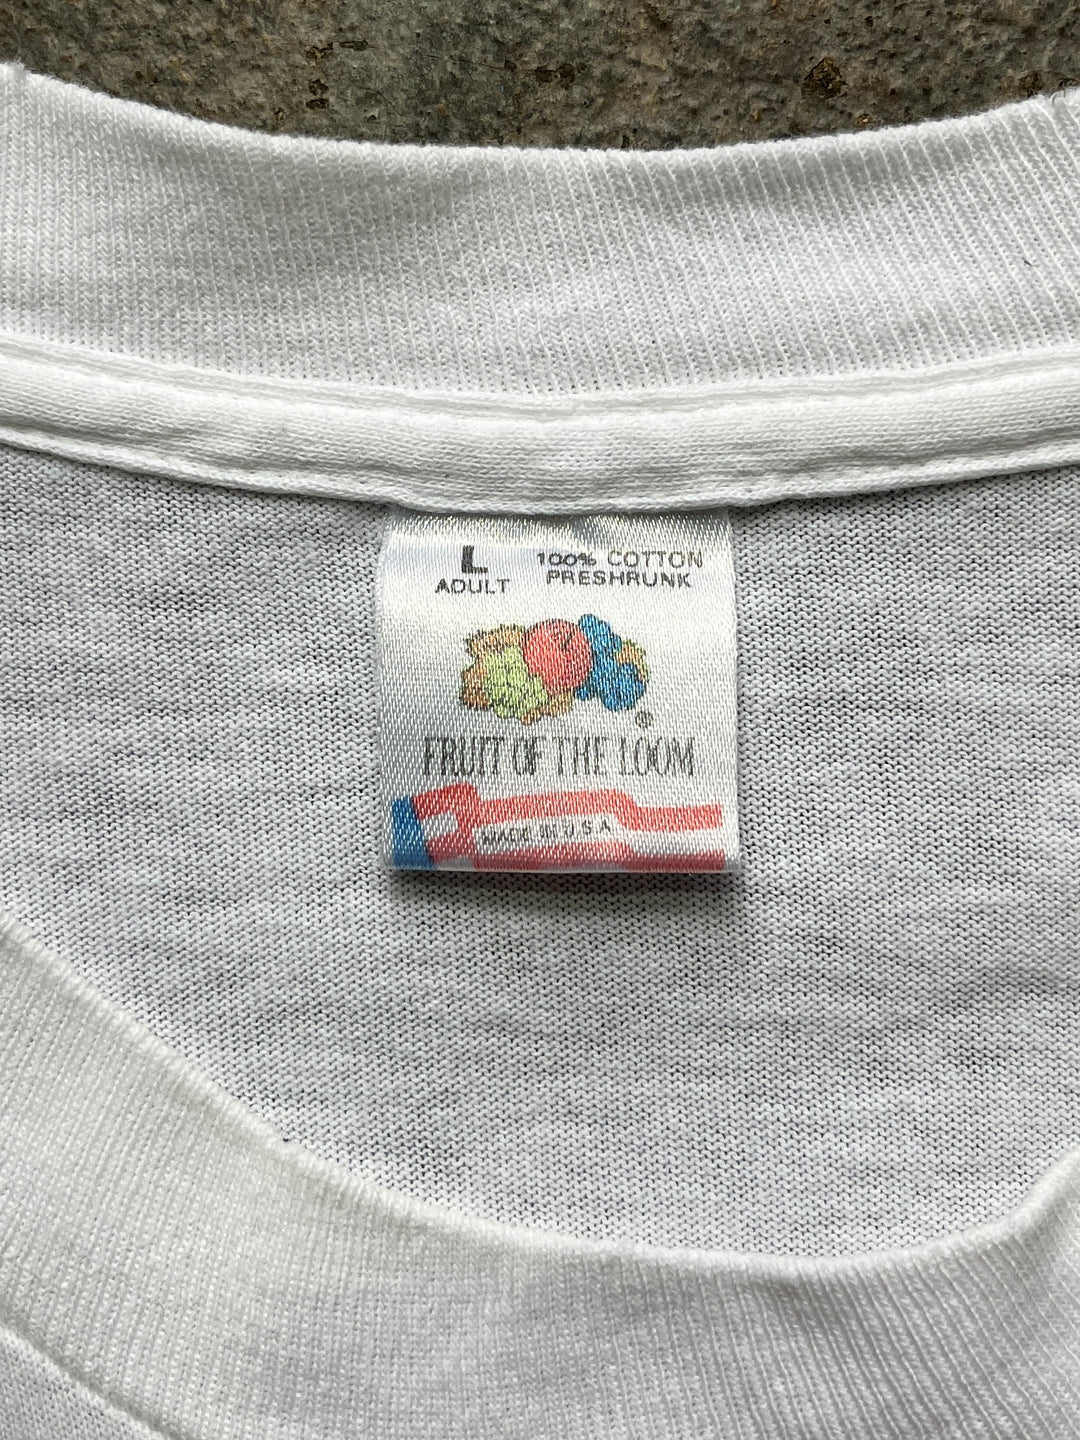 L 100% COTTON
ADULT PRESHRUNK
®
FRUIT OF THE LOOM
MADE IN U.S.A